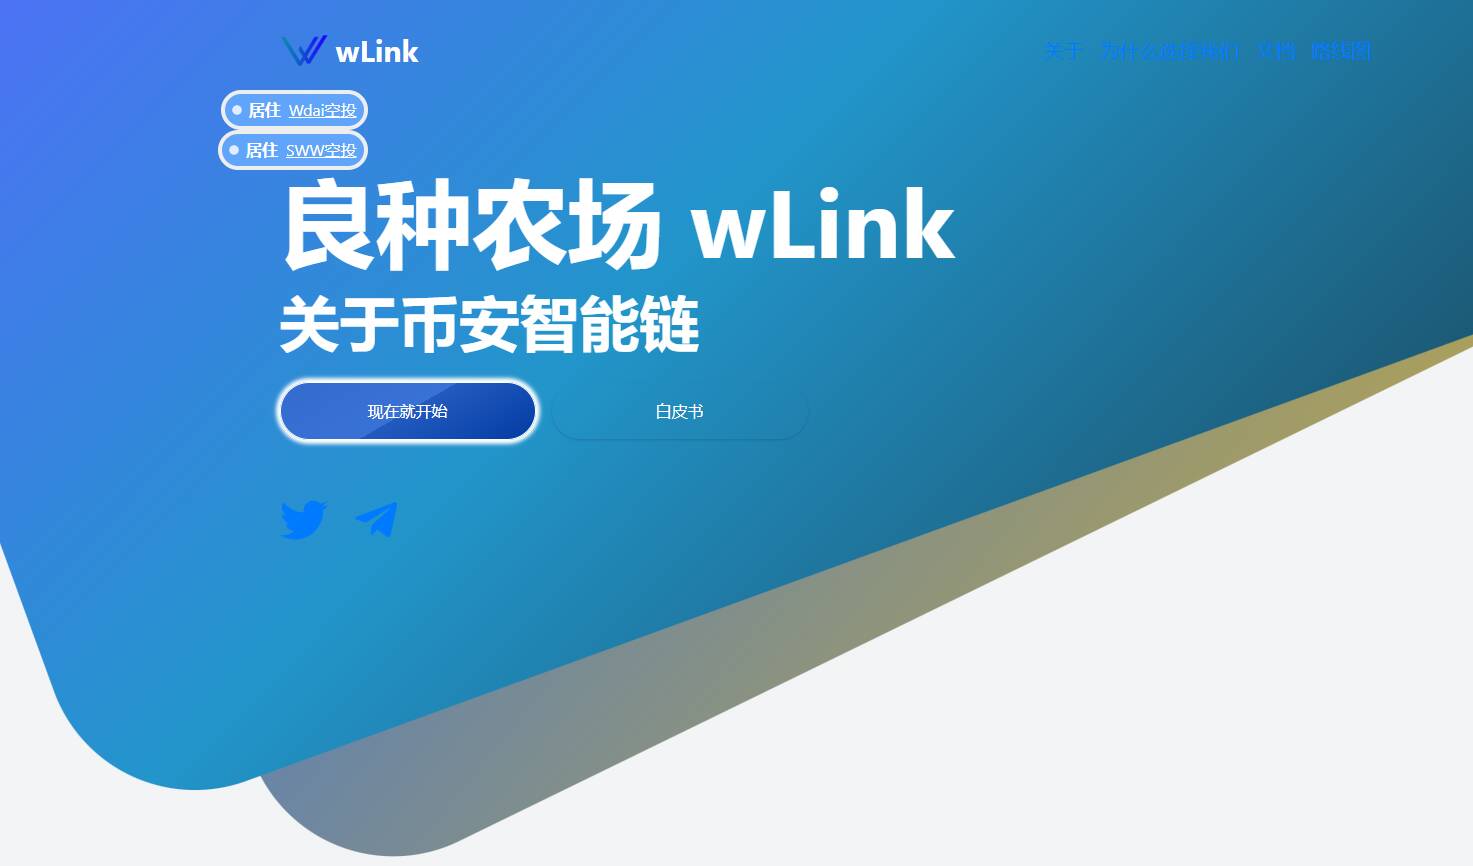 wLink
关于 为什么选择我们 文档 路线图
居住 Wdai空投
居住 SWW空投
良种农场 wLink
关于币安智能链
现在就开始
白皮书